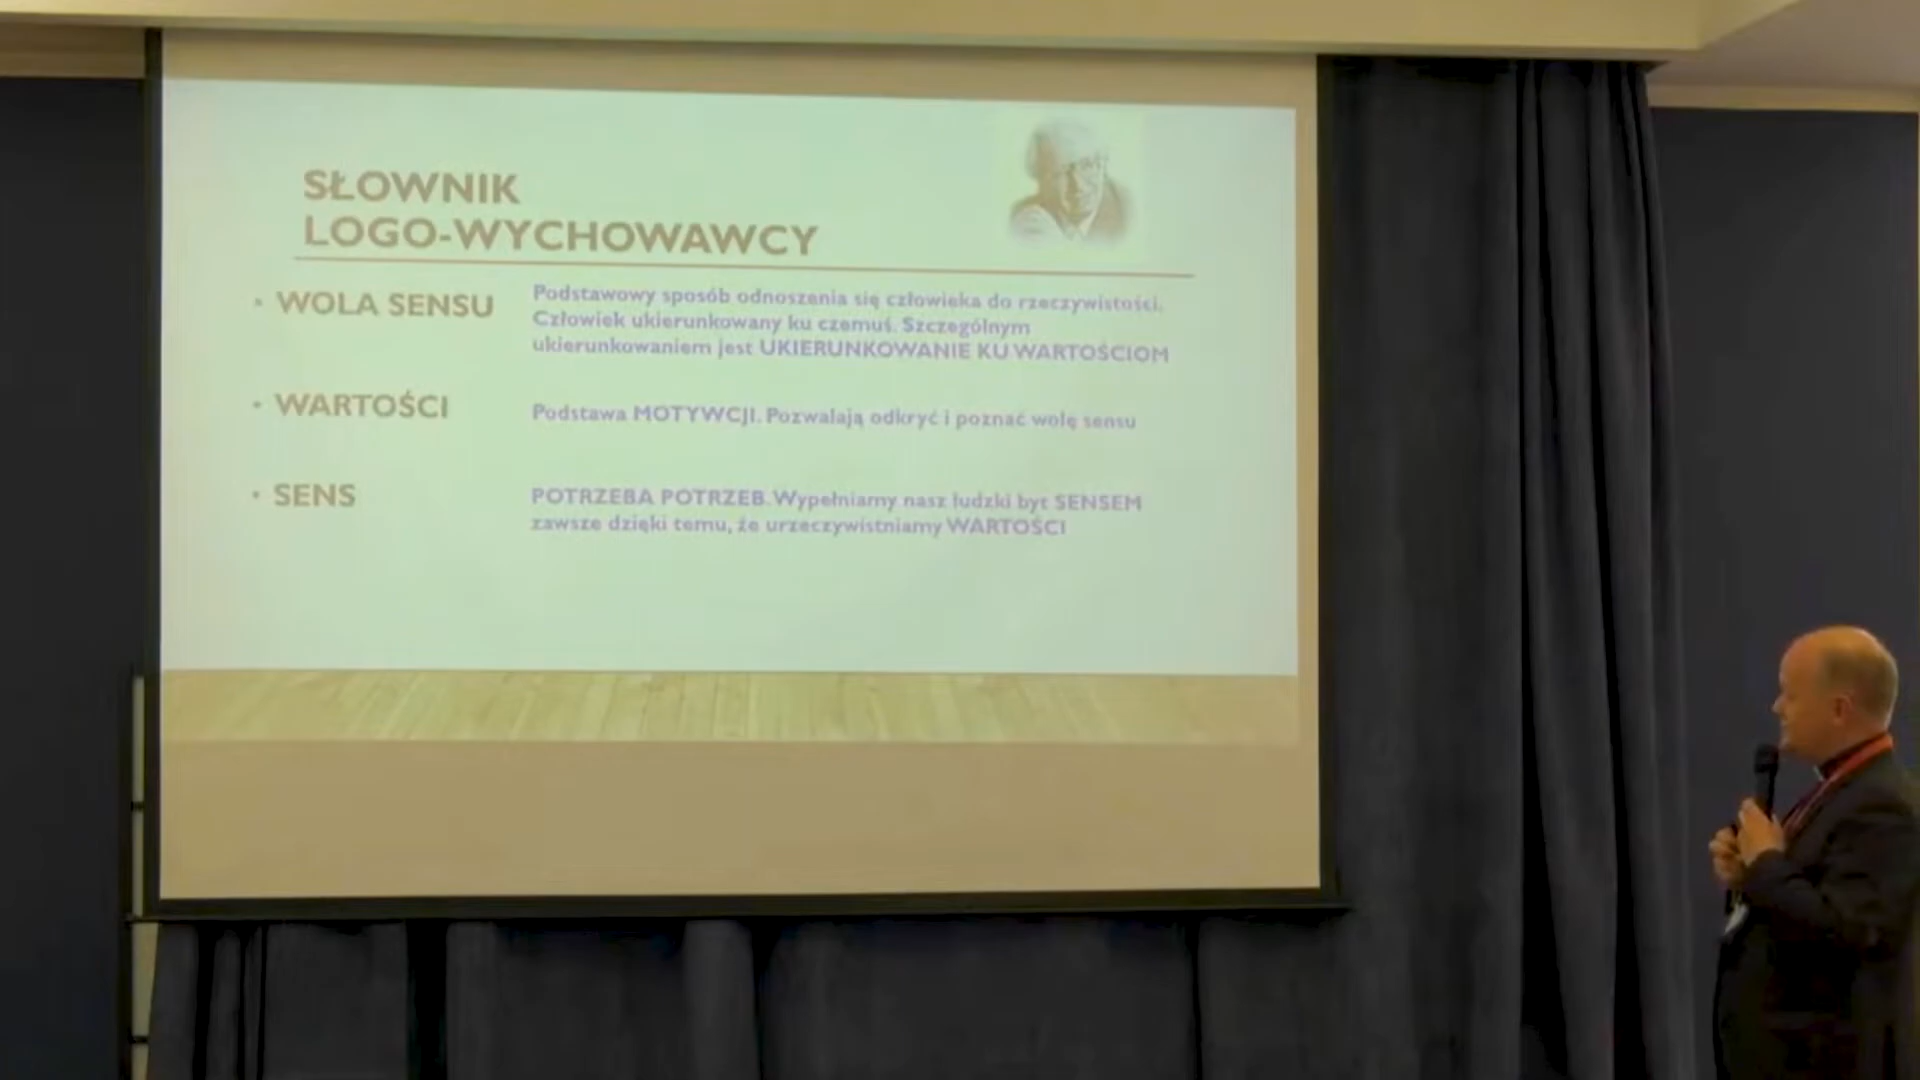 SŁOWNIK
LOGO-WYCHOWAWCY
• WOLA SENSU
Podstawowy sposób odnoszenia się człowieka do rzeczywistości.
Człowiek ukierunkowany ku czemuś. Szczególnym
ukierunkowaniem jest UKIERUNKOWANIE KU WARTOŚCIOM
• WARTOŚCI
Podstawa MOTYWCJI. Pozwalają odkryć i poznać wolę sensu
• SENS
POTRZEBA POTRZEB. Wypełniamy nasz ludzki byt SENSEM
zawsze dzięki temu, że urzeczywistniamy WARTOŚCI